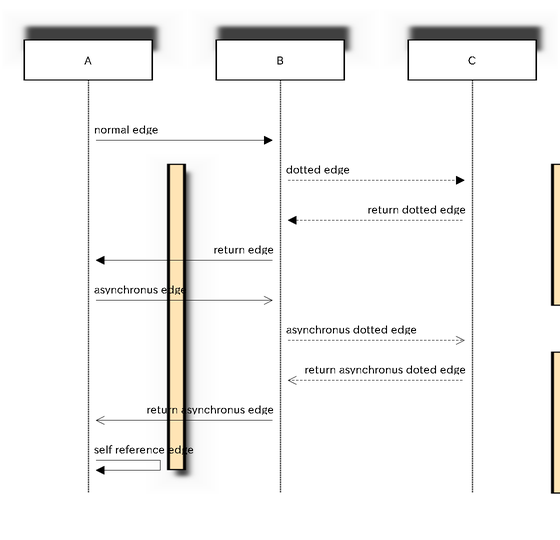 A
B
C
normal edge
dotted edge
return dotted edge
return edge
asynchronus edge
asynchronus dotted edge
return asynchronus doted edge
return asynchronus edge
self reference edge